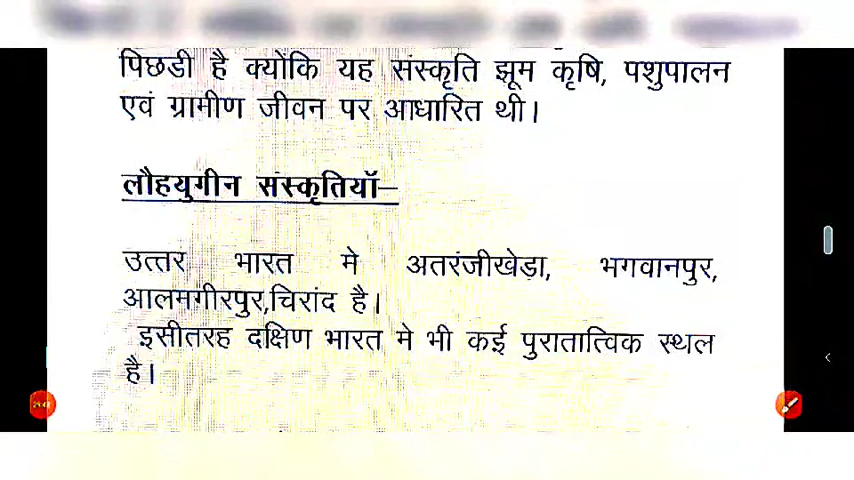 पिछडी है क्योंकि यह संस्कृति झूम कृषि, पशुपालन
एवं ग्रामीण जीवन पर आधारित थी।
लौहयुगीन संस्कृतियॉ–
उत्तर भारत मे अतरंजीखेडा, भगवानपुर,
आलमगीरपुर,चिरांद है।
इसीतरह दक्षिण भारत मे भी कई पुरातात्विक स्थल
है।